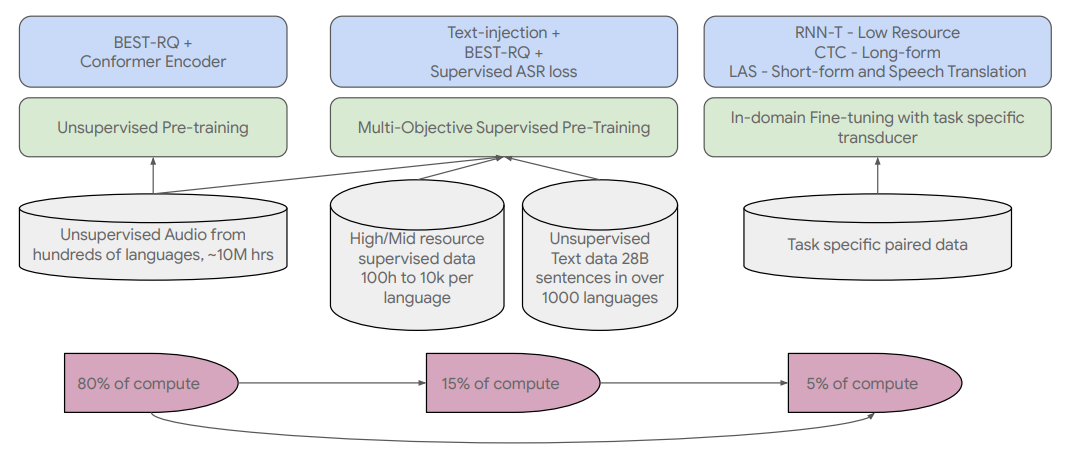 BEST-RQ +
Conformer Encoder
Text-injection +
BEST-RQ +
Supervised ASR loss
RNN-T - Low Resource
CTC - Long-form
LAS - Short-form and Speech Translation
Unsupervised Pre-training
Multi-Objective Supervised Pre-Training
In-domain Fine-tuning with task specific
transducer
Unsupervised Audio from
hundreds of languages, ~10M hrs
High/Mid resource
supervised data
100h to 10k per
language
Unsupervised
Text data 28B
sentences in over
1000 languages
Task specific paired data
80% of compute
15% of compute
5% of compute